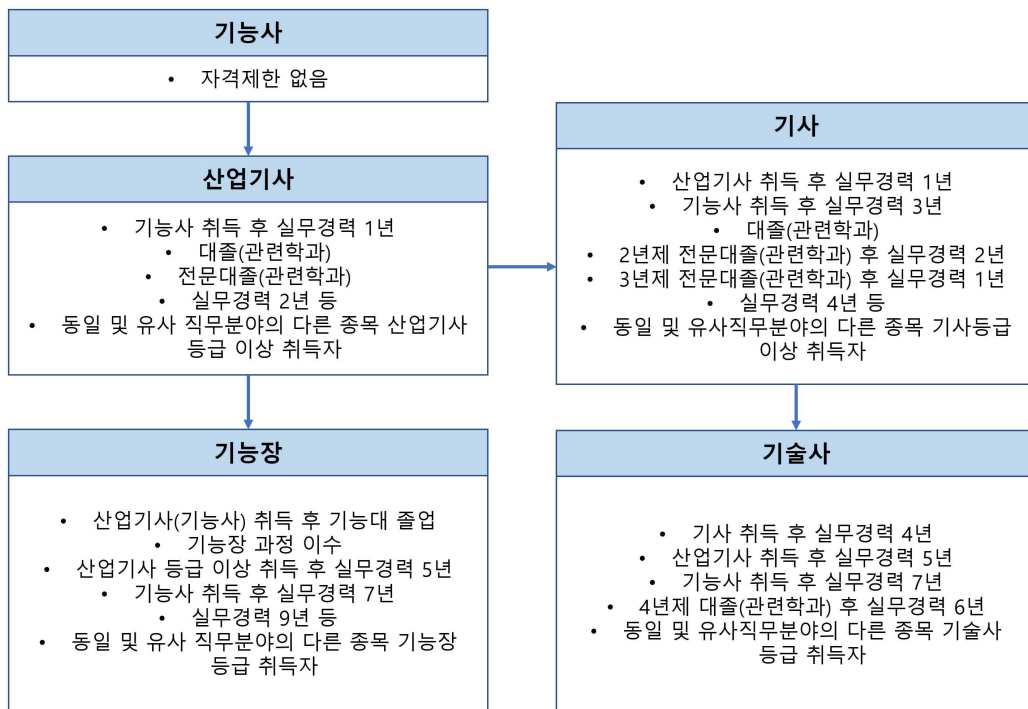 기능사
• 자격제한 없음
산업기사
• 기능사 취득 후 실무경력 1년
• 대졸(관련학과)
• 전문대졸(관련학과)
• 실무경력 2년 등
• 동일 및 유사 직무분야의 다른 종목 산업기사
등급 이상 취득자
기사
• 산업기사 취득 후 실무경력 1년
• 기능사 취득 후 실무경력 3년
• 대졸(관련학과)
• 2년제 전문대졸(관련학과) 후 실무경력 2년
• 3년제 전문대졸(관련학과) 후 실무경력 1년
• 실무경력 4년 등
• 동일 및 유사직무분야의 다른 종목 기사등급
이상 취득자
기능장
• 산업기사(기능사) 취득 후 기능대 졸업
• 기능장 과정 이수
• 산업기사 등급 이상 취득 후 실무경력 5년
• 기능사 취득 후 실무경력 7년
• 실무경력 9년 등
• 동일 및 유사 직무분야의 다른 종목 기능장
등급 취득자
기술사
• 기사 취득 후 실무경력 4년
• 산업기사 취득 후 실무경력 5년
• 기능사 취득 후 실무경력 7년
• 4년제 대졸(관련학과) 후 실무경력 6년
• 동일 및 유사직무분야의 다른 종목 기술사
등급 취득자